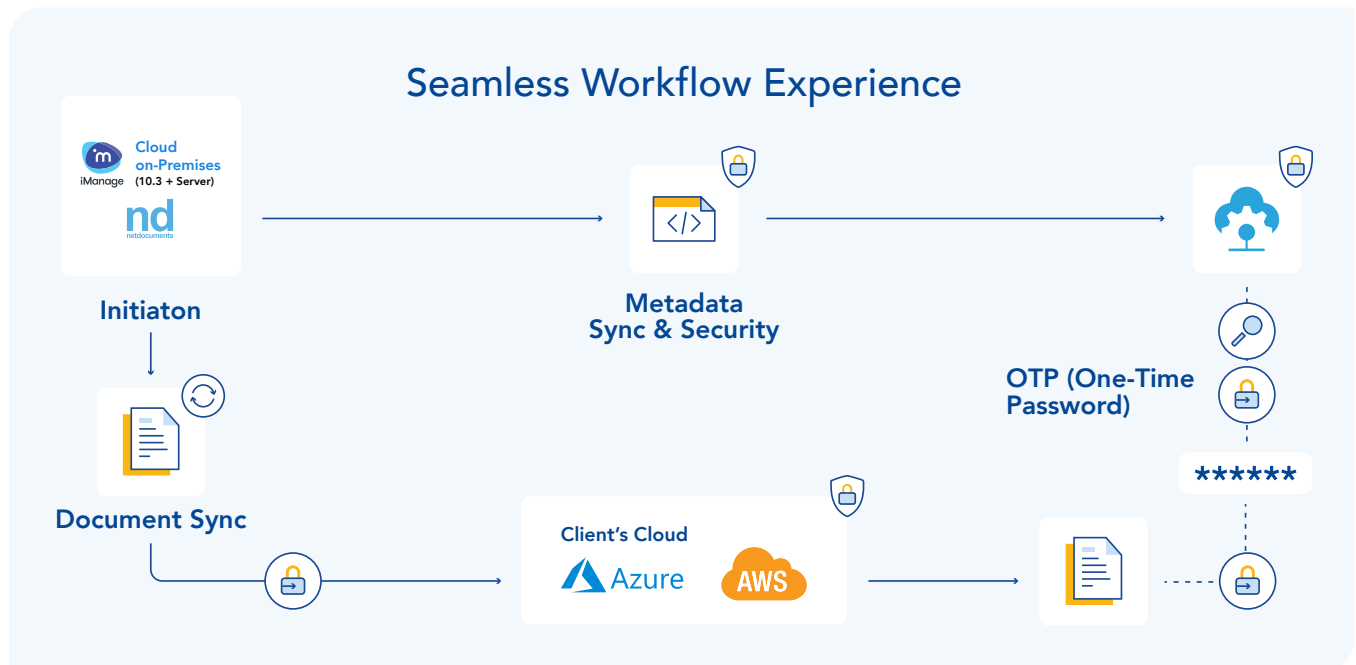 Seamless Workflow Experience
im
iManage
Cloud
on-Premises
(10.3 + Server)
nd
netdocuments
Initiaton
</>
Metadata
Sync & Security
OTP (One-Time
Password)
******
Document Sync
Client’s Cloud
Azure
AWS